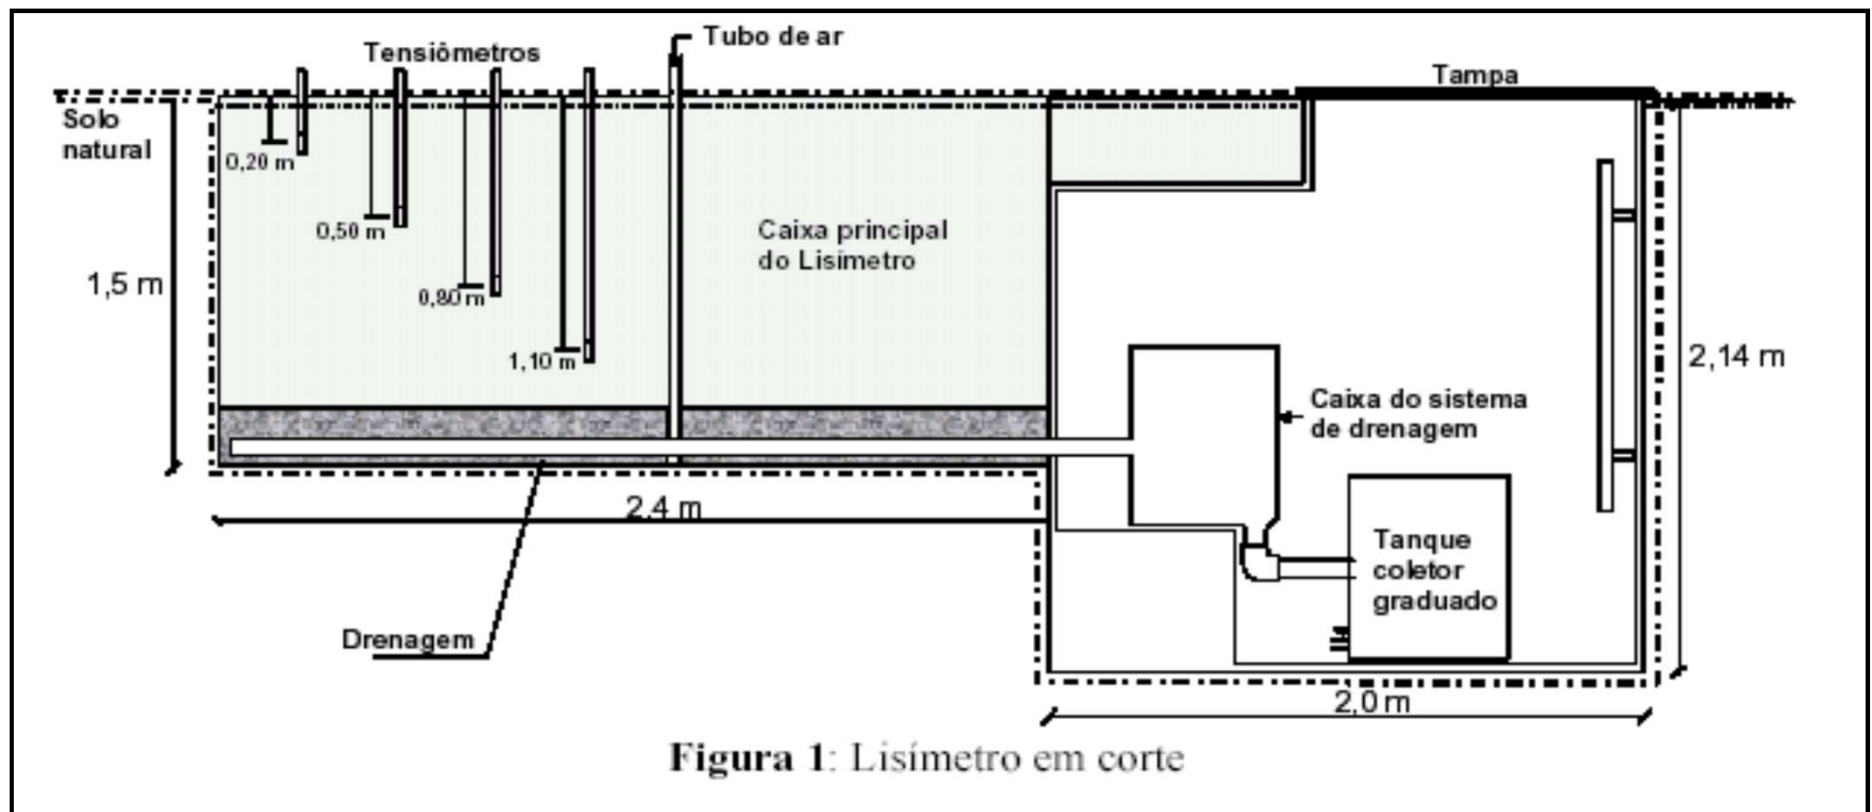 Tubo de ar
Tensiômetros
Tampa
Solo
natural
0,20 m
0,50 m
Caixa principal
do Lisímetro
1,5 m
0,80 m
1,10 m
2,14 m
Caixa do sistema
de drenagem
2,4 m
Tanque
coletor
graduado
Drenagem
2,0 m
Figura 1: Lisímetro em corte